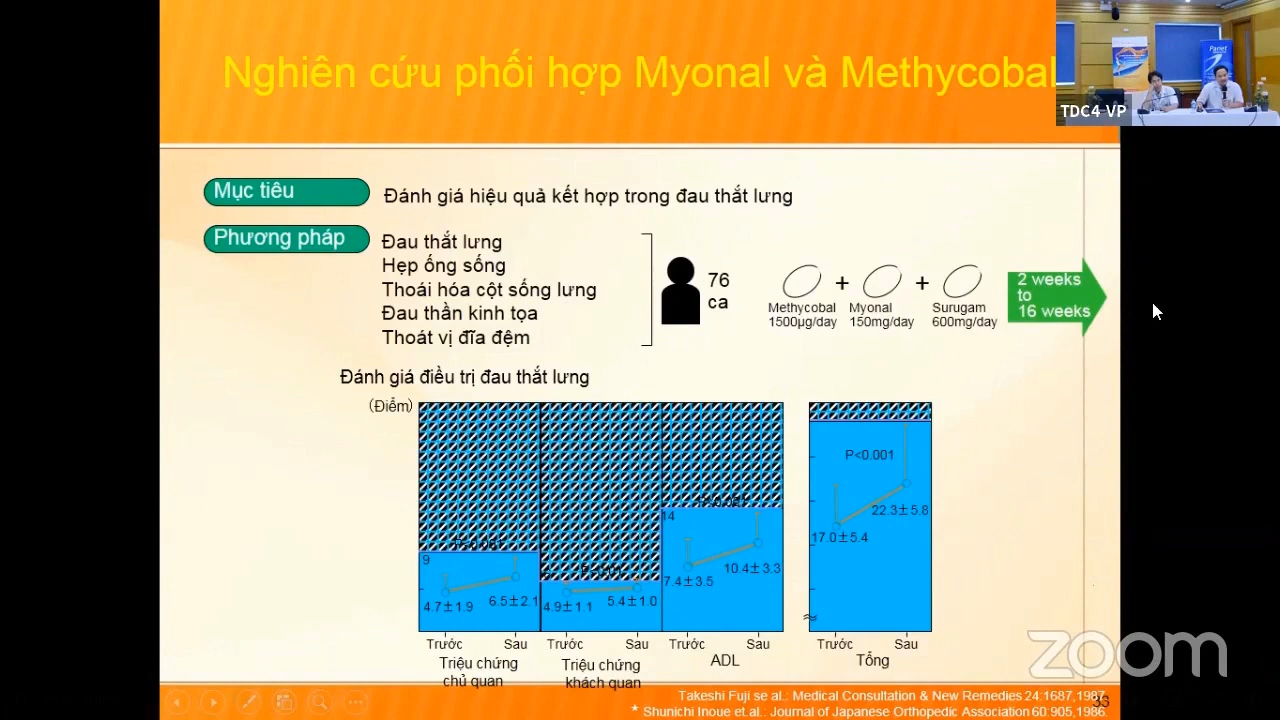 Nghiên cứu phối hợp Myonal và Methycobal
Panet
TDC4 VP
Mục tiêu
Đánh giá hiệu quả kết hợp trong đau thắt lưng
Phương pháp
Đau thắt lưng
Hẹp ống sống
Thoái hóa cột sống lưng
Đau thần kinh tọa
Thoát vị đĩa đệm
76
ca
+ +
Methycobal
1500µg/day
Myonal
150mg/day
Surugam
600mg/day
2 weeks
to
16 weeks
Đánh giá điều trị đau thắt lưng
(Điểm)
9
4.7±1.9
6.5±2.1
4.9±1.1
5.4±1.0
14
7.4±3.5
10.4±3.3
P<0.001
17.0±5.4
22.3±5.8
Trước Sau Trước Sau Trước Sau Trước Sau
Triệu chứng
chủ quan
Triệu chứng
khách quan
ADL
Tổng
zoom
Takeshi Fuji se al.: Medical Consultation & New Remedies 24:1687,1987.
* Shunichi Inoue et.al.: Journal of Japanese Orthopedic Association 60:905,1986.
33